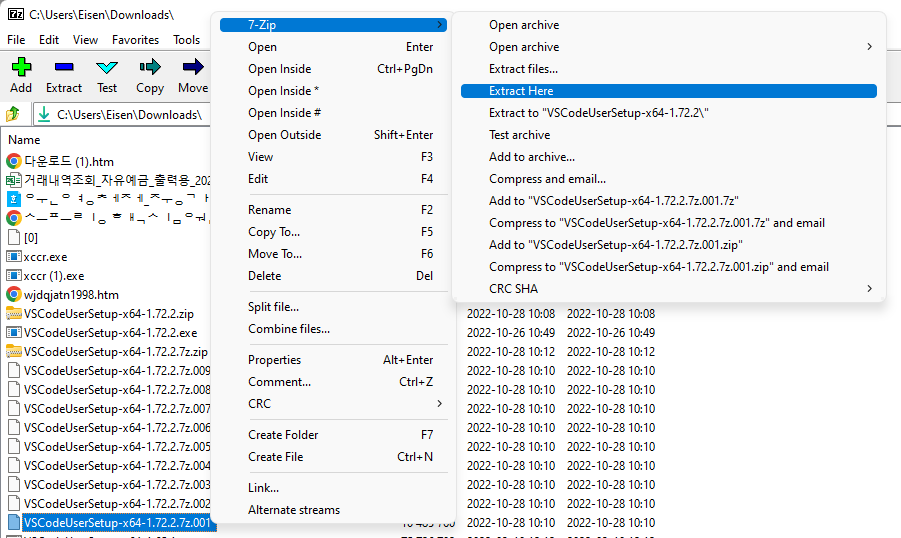 C:\Users\Eisen\Downloads\
File Edit View Favorites Tools
Add Extract Test Copy Move
C:\Users\Eisen\Downloads\
Name
다운로드 (1).htm
거래내역조회_자유예금_출력용_20
[0]
xccr.exe
xccr (1).exe
wjdqjatn1998.htm
VSCodeUserSetup-x64-1.72.2.zip 2022-10-28 10:08 2022-10-28 10:08
VSCodeUserSetup-x64-1.72.2.exe 2022-10-26 10:49 2022-10-26 10:49
VSCodeUserSetup-x64-1.72.2.7z.zip 2022-10-28 10:12 2022-10-28 10:12
VSCodeUserSetup-x64-1.72.2.7z.009 2022-10-28 10:10 2022-10-28 10:10
VSCodeUserSetup-x64-1.72.2.7z.008 2022-10-28 10:10 2022-10-28 10:10
VSCodeUserSetup-x64-1.72.2.7z.007 2022-10-28 10:10 2022-10-28 10:10
VSCodeUserSetup-x64-1.72.2.7z.006 2022-10-28 10:10 2022-10-28 10:10
VSCodeUserSetup-x64-1.72.2.7z.005 2022-10-28 10:10 2022-10-28 10:10
VSCodeUserSetup-x64-1.72.2.7z.004 2022-10-28 10:10 2022-10-28 10:10
VSCodeUserSetup-x64-1.72.2.7z.003 2022-10-28 10:10 2022-10-28 10:10
VSCodeUserSetup-x64-1.72.2.7z.002 2022-10-28 10:10 2022-10-28 10:10
VSCodeUserSetup-x64-1.72.2.7z.001 2022-10-28 10:10 2022-10-28 10:10
7-Zip
Open Enter
Open Inside Ctrl+PgDn
Open Inside *
Open Inside #
Open Outside Shift+Enter
View F3
Edit F4
Rename F2
Copy To... F5
Move To... F6
Delete Del
Split file...
Combine files...
Properties Alt+Enter
Comment... Ctrl+Z
CRC
Create Folder F7
Create File Ctrl+N
Link...
Alternate streams
Open archive
Open archive
Extract files...
Extract Here
Extract to "VSCodeUserSetup-x64-1.72.2\"
Test archive
Add to archive...
Compress and email...
Add to "VSCodeUserSetup-x64-1.72.2.7z.001.7z"
Compress to "VSCodeUserSetup-x64-1.72.2.7z.001.7z" and email
Add to "VSCodeUserSetup-x64-1.72.2.7z.001.zip"
Compress to "VSCodeUserSetup-x64-1.72.2.7z.001.zip" and email
CRC SHA